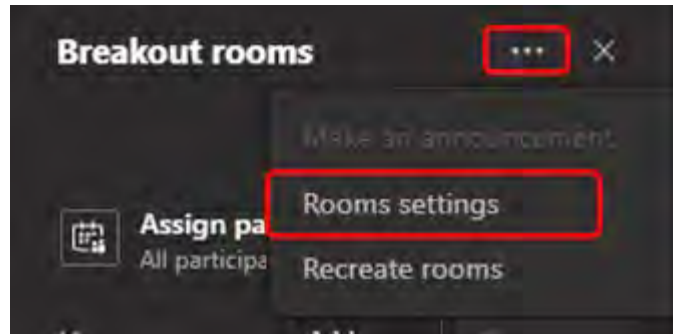 Breakout rooms
Make an announcement
Rooms settings
Assign pa
All participa
Recreate rooms